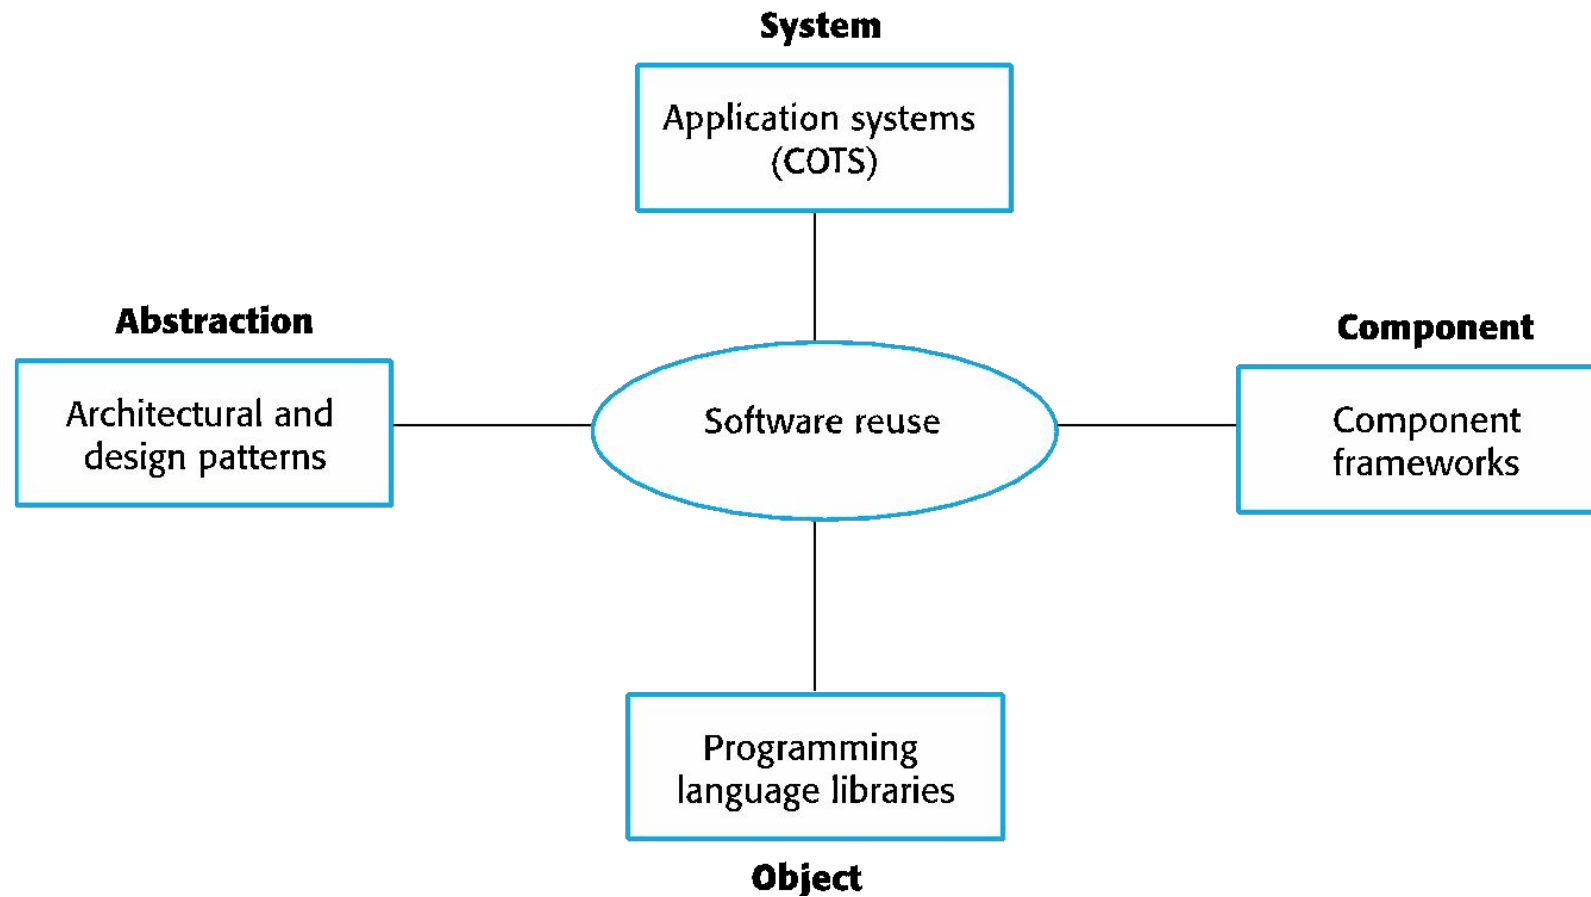 System
Application systems
(COTS)
Abstraction
Architectural and
design patterns
Software reuse
Component
Component
frameworks
Programming
language libraries
Object